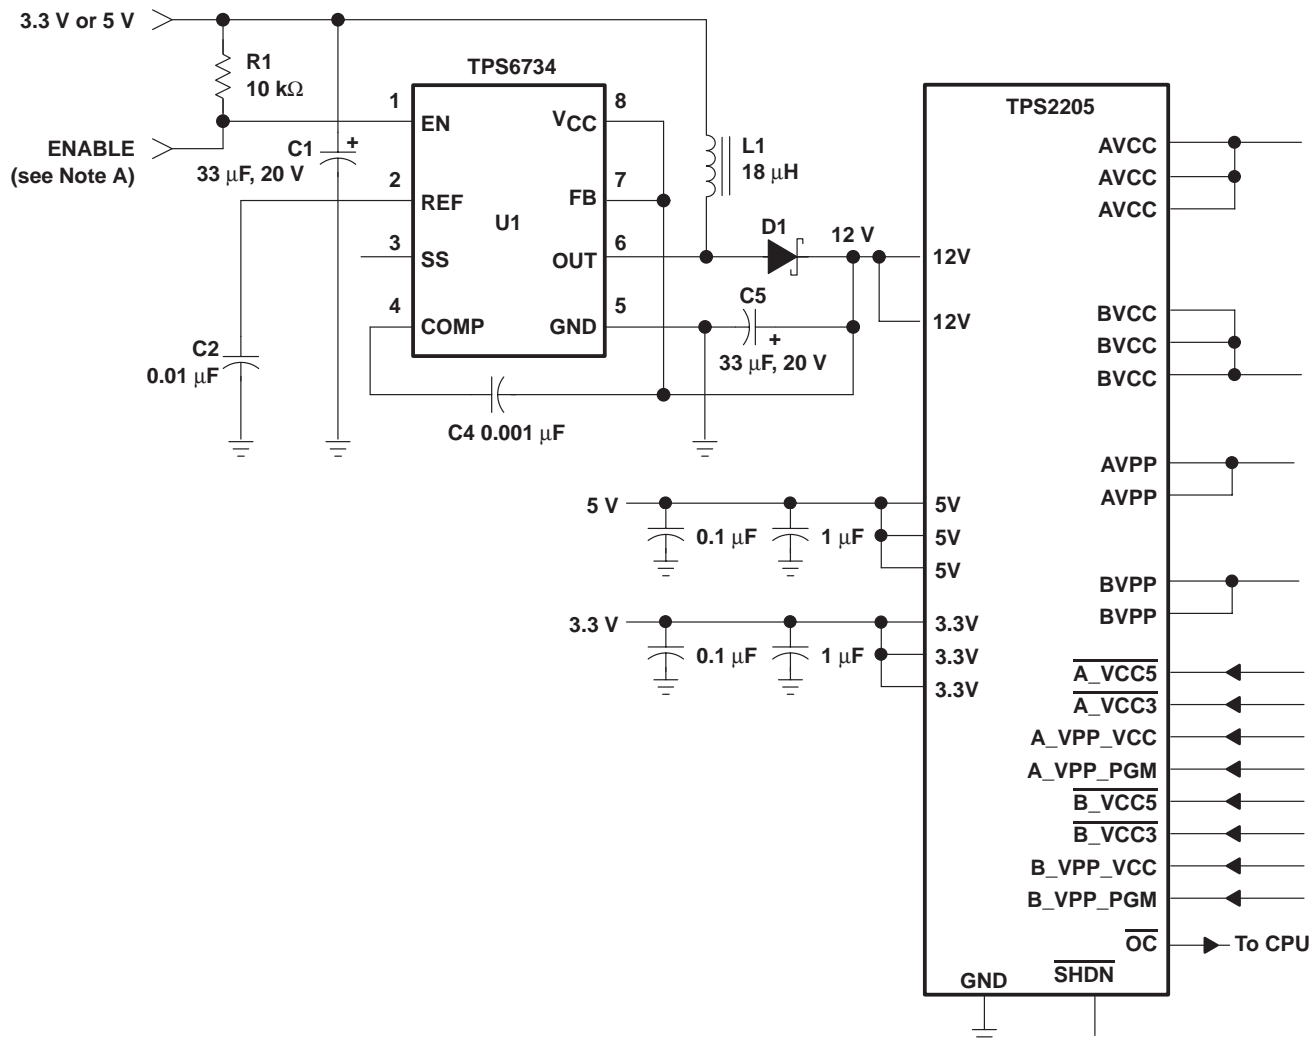 3.3 V or 5 V
R1
10 kΩ
ENABLE
(see Note A)
C1
+
33 μF, 20 V
C2
0.01 μF
TPS6734
1
EN
2
REF
3
SS
4
COMP
U1
8
VCC
7
FB
6
OUT
5
GND
C4 0.001 μF
L1
18 μH
D1
12 V
C5
+
33 μF, 20 V
5 V
0.1 μF
1 μF
3.3 V
0.1 μF
1 μF
TPS2205
12V
12V
5V
5V
5V
3.3V
3.3V
3.3V
AVCC
AVCC
AVCC
BVCC
BVCC
BVCC
AVPP
AVPP
BVPP
BVPP
A_VCC5
A_VCC3
A_VPP_VCC
A_VPP_PGM
B_VCC5
B_VCC3
B_VPP_VCC
B_VPP_PGM
OC
To CPU
GND
SHDN